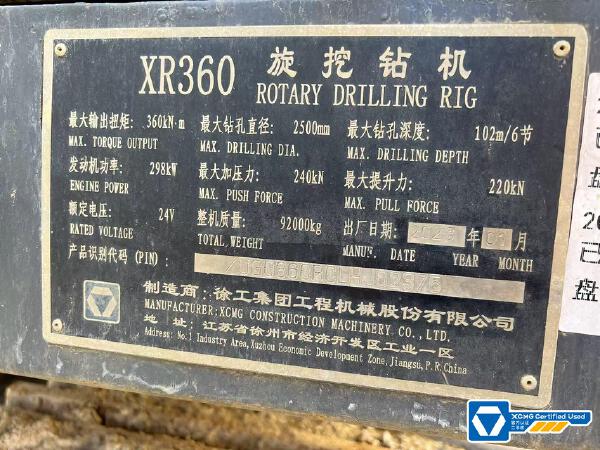 XR360 旋挖钻机
ROTARY DRILLING RIG
最大输出扭矩: 360kN·m 最大钻孔直径: 2500mm 最大钻孔深度: 102m/6节
MAX. TORQUE OUTPUT MAX. DRILLING DIA. MAX. DRILLING DEPTH
发动机功率: 298kW 最大加压力: 240kN 最大提升力: 220kN
ENGINE POWER MAX. PUSH FORCE MAX. PULL FORCE
额定电压: 24V 整机质量: 92000kg 出厂日期: 年 月
RATED VOLTAGE TOTAL WEIGHT MANUF. DATE YEAR MONTH
产品识别代码(PIN):
制造商:徐工集团工程机械股份有限公司
MANUFACTURER:XCMG CONSTRUCTION MACHINERY CO., LTD.
地址:江苏省徐州市经济开发区工业一区
Address: No.1 Industry Area, Xuzhou Economic Development Zone, Jiangsu, P.R.China
已
盘
20
已
盘
XCMG Certified Used